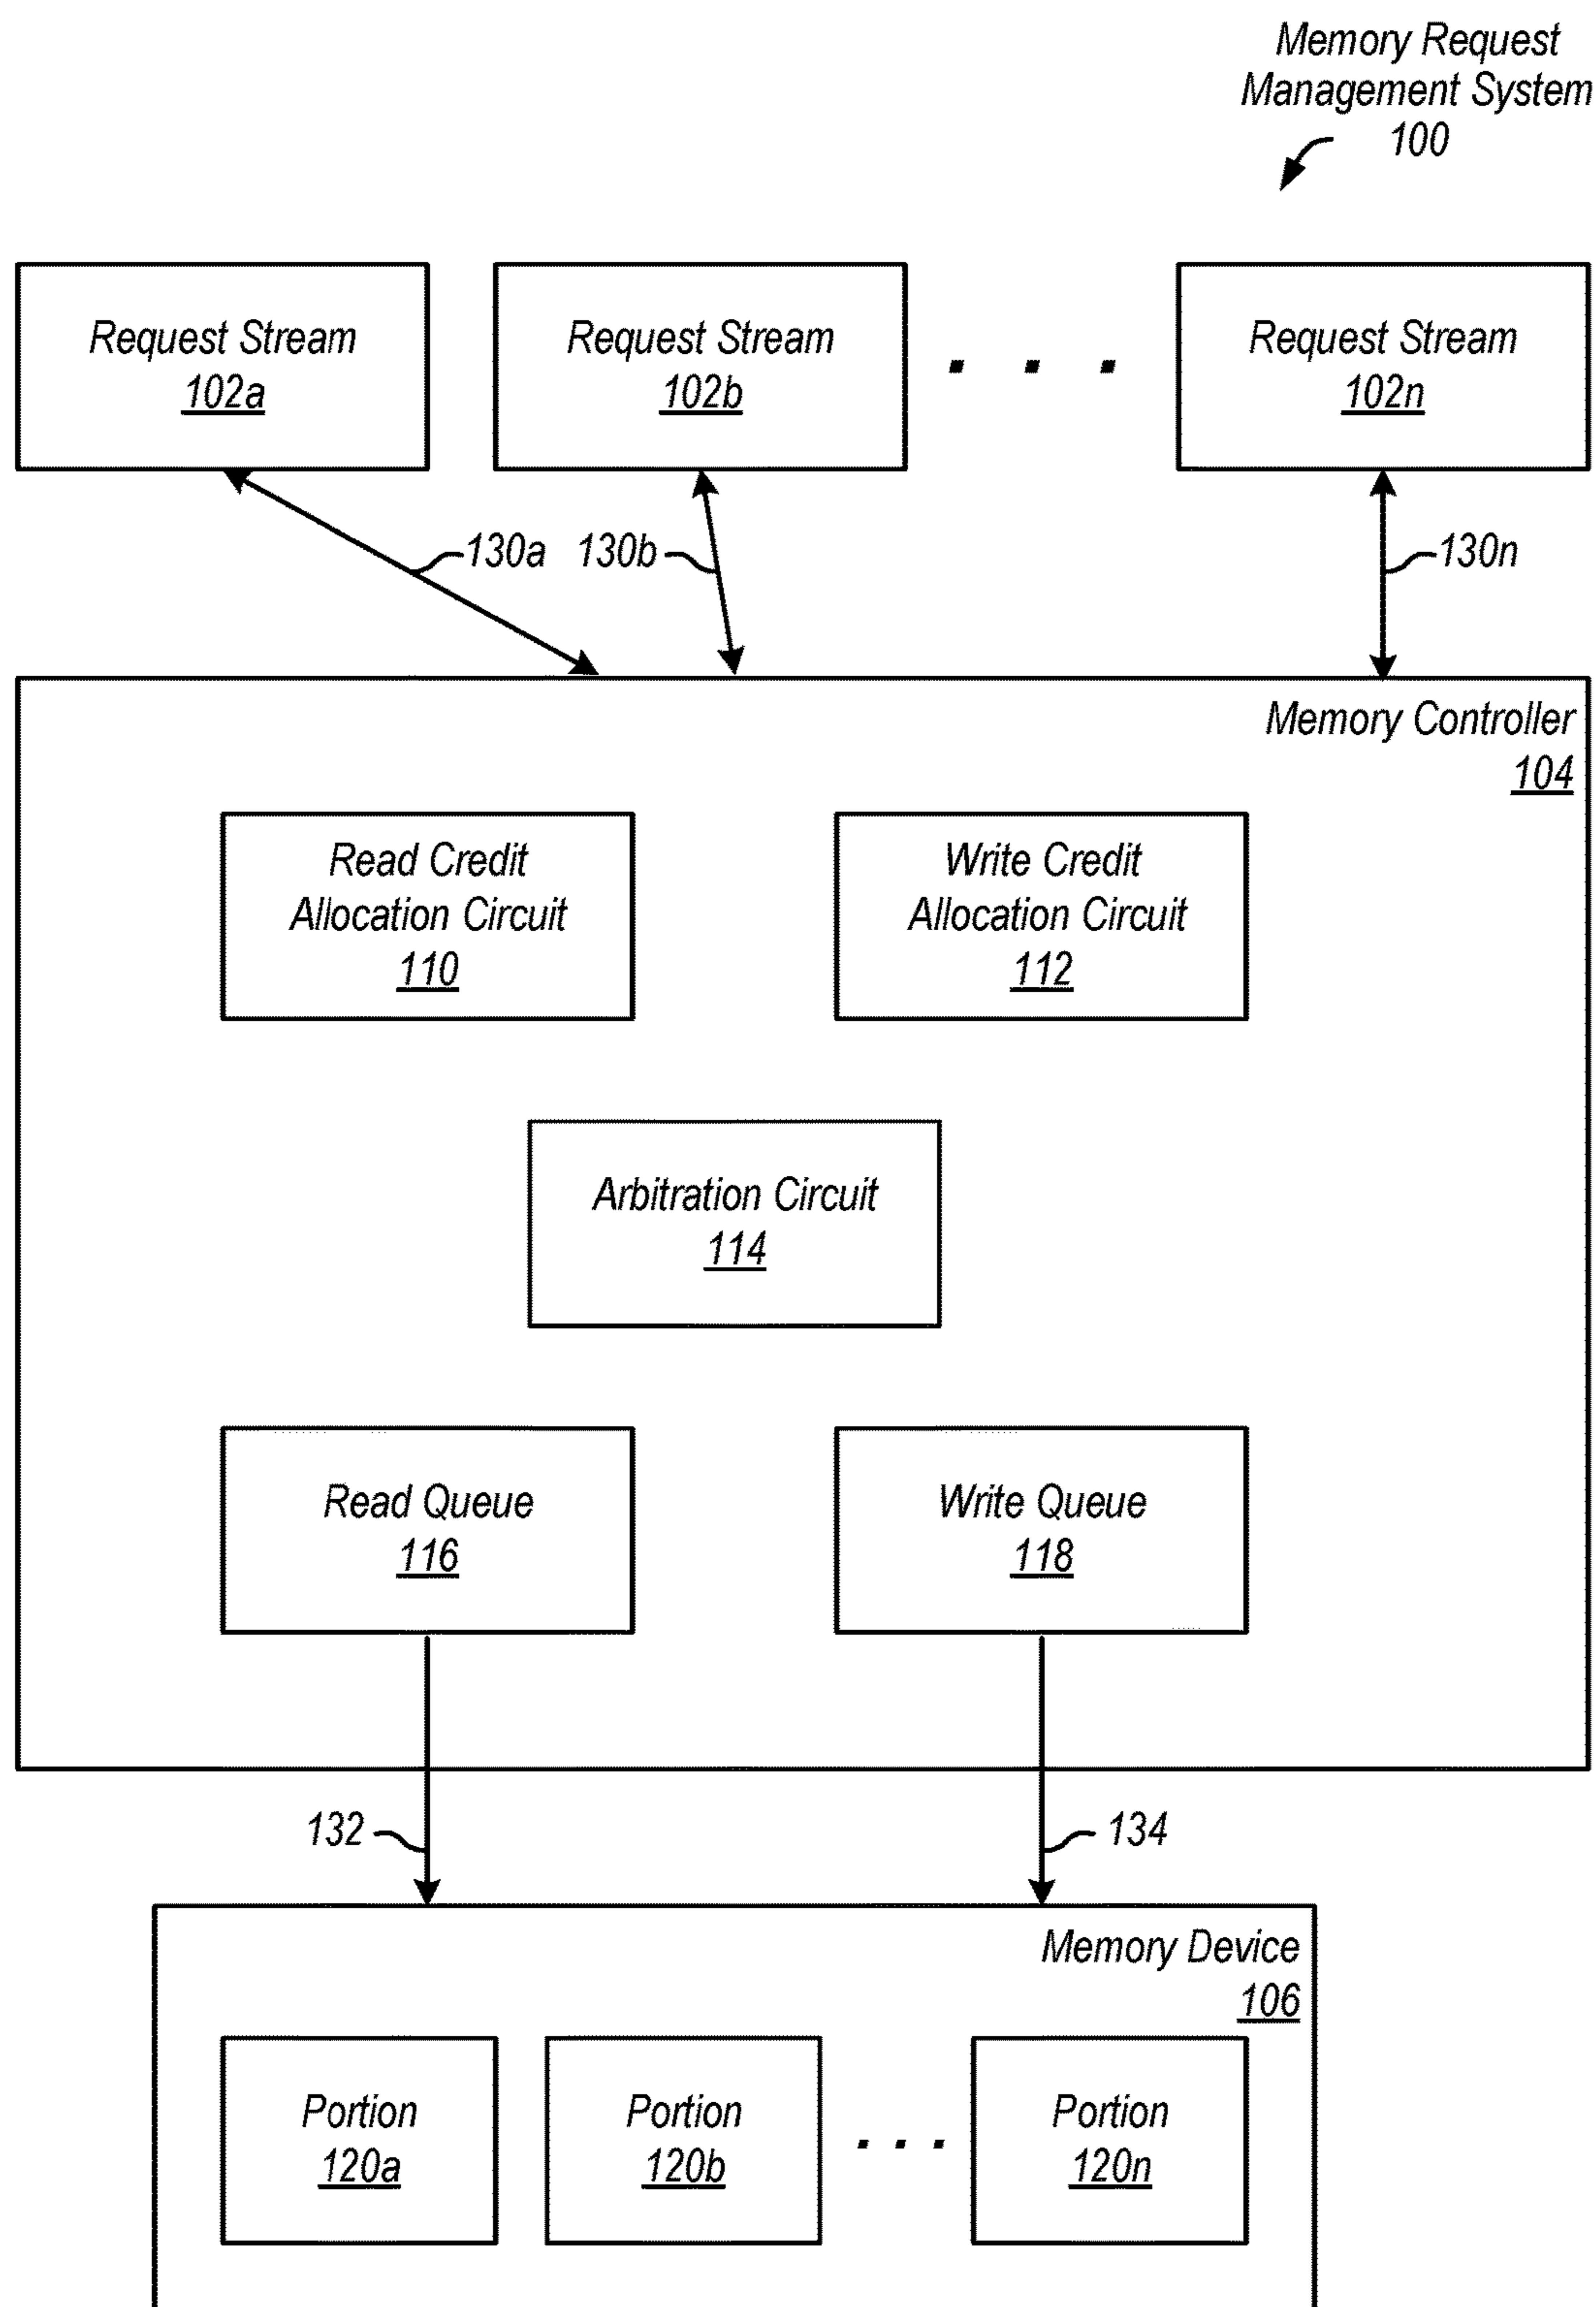 Memory Request
Management System
100
Request Stream
102a
Request Stream
102b
Request Stream
102n
130a
130b
130n
Memory Controller
104
Read Credit
Allocation Circuit
110
Write Credit
Allocation Circuit
112
Arbitration Circuit
114
Read Queue
116
Write Queue
118
132
134
Memory Device
106
Portion
120a
Portion
120b
Portion
120n